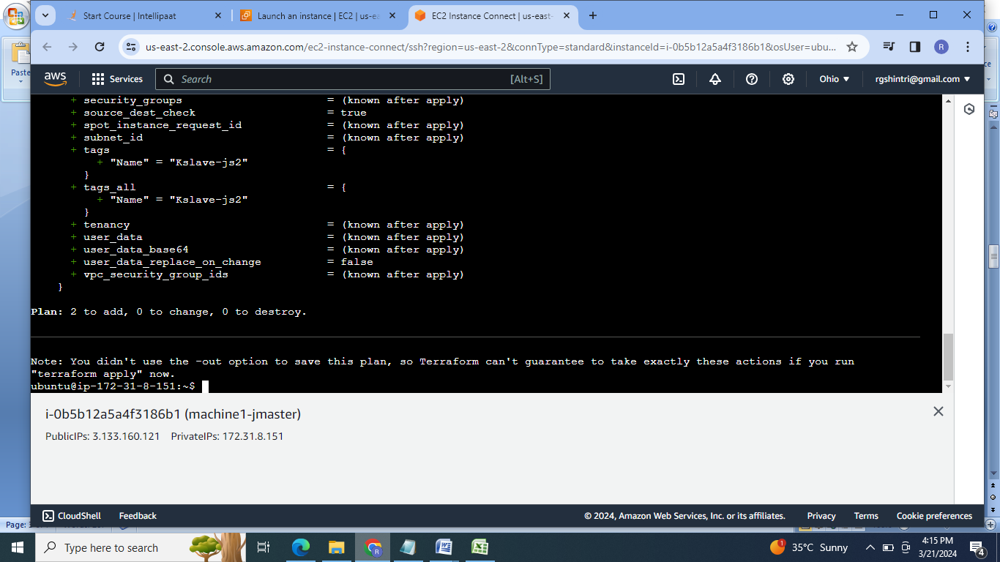 Start Course | Intellipaat
Launch an instance | EC2 | us-ea
EC2 Instance Connect | us-east-
us-east-2.console.aws.amazon.com/ec2-instance-connect/ssh?region=us-east-2&connType=standard&instanceId=i-0b5b12a5a4f3186b1&osUser=ubu...
R
Paste
aws
Services
Search
[Alt+S]
Ohio
rgshintri@gmail.com
+ security_groups = (known after apply)
+ source_dest_check = true
+ spot_instance_request_id = (known after apply)
+ subnet_id = (known after apply)
+ tags = {
+ "Name" = "Kslave-js2"
}
+ tags_all = {
+ "Name" = "Kslave-js2"
}
+ tenancy = (known after apply)
+ user_data = (known after apply)
+ user_data_base64 = (known after apply)
+ user_data_replace_on_change = false
+ vpc_security_group_ids = (known after apply)
}
Plan: 2 to add, 0 to change, 0 to destroy.
Note: You didn't use the -out option to save this plan, so Terraform can't guarantee to take exactly these actions if you run
"terraform apply" now.
ubuntu@ip-172-31-8-151:~$
i-0b5b12a5a4f3186b1 (machine1-jmaster)
PublicIPs: 3.133.160.121 PrivateIPs: 172.31.8.151
CloudShell
Feedback
© 2024, Amazon Web Services, Inc. or its affiliates.
Privacy
Terms
Cookie preferences
Page:
Type here to search
1
35°C Sunny
4:15 PM
3/21/2024
4